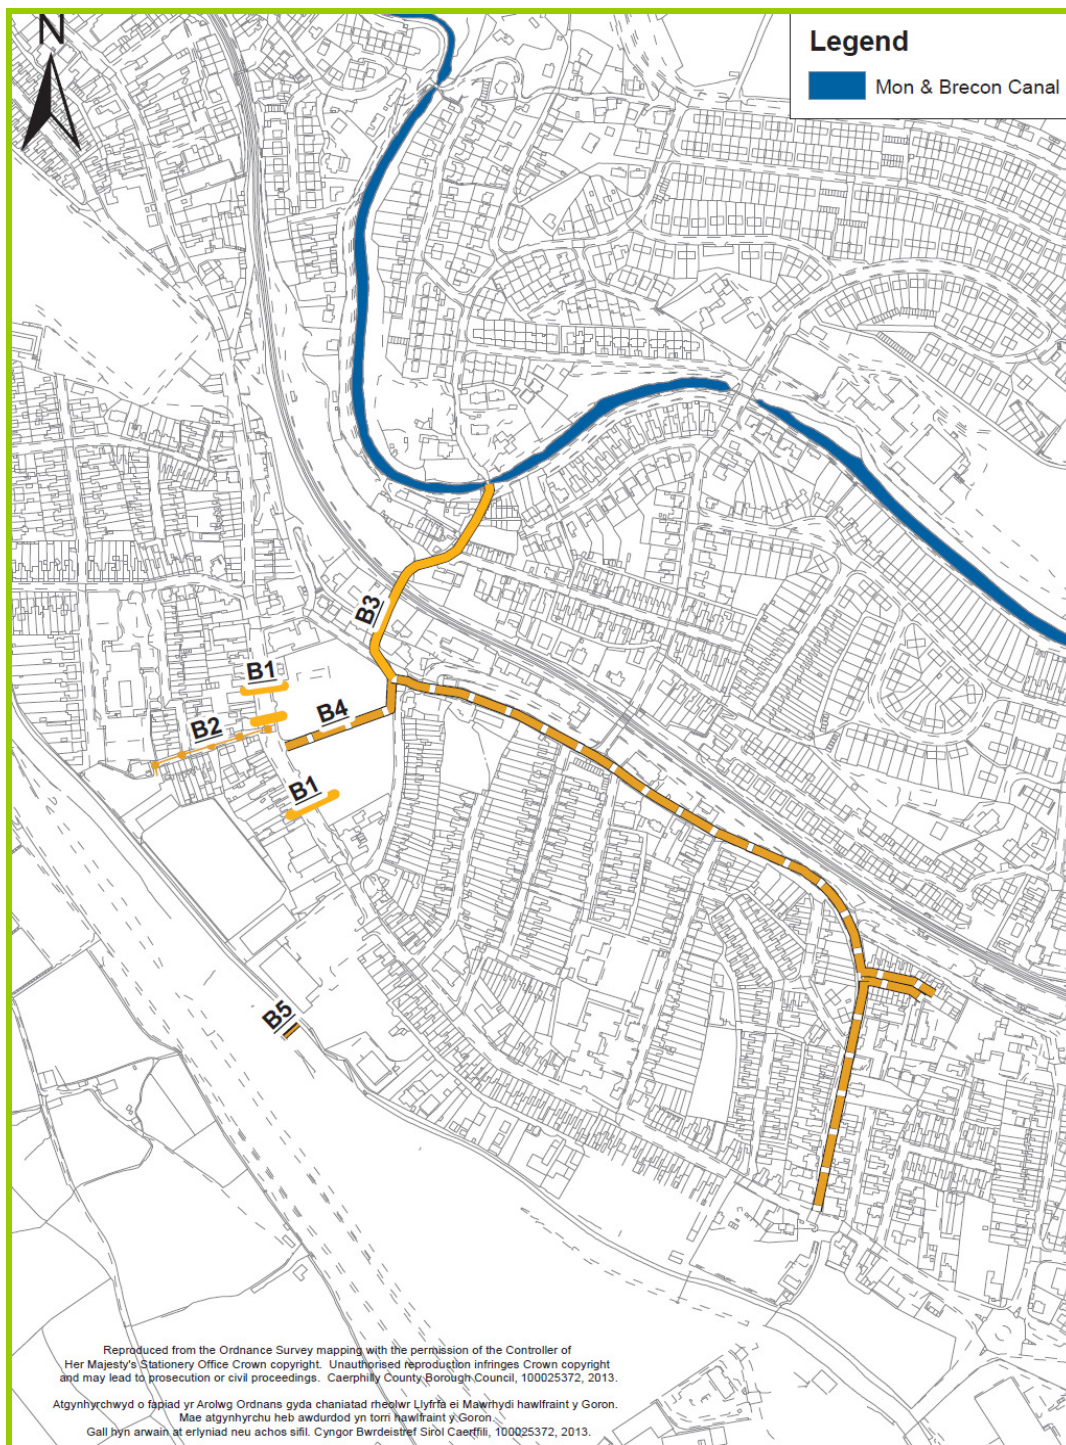 N
Legend
Mon & Brecon Canal
B3
B1
B4
B2
B1
B5
Reproduced from the Ordnance Survey mapping with the permission of the Controller of
Her Majesty's Stationery Office Crown copyright. Unauthorised reproduction infringes Crown copyright
and may lead to prosecution or civil proceedings. Caerphilly County Borough Council, 100025372, 2013.
Atgynhyrchwyd o fapiad yr Arolwg Ordnans gyda chaniatad rheolwr Llyfrfa ei Mawrhydi hawlfraint y Goron.
Mae atgynhyrchu heb awdurdod yn torri hawlfraint y Goron.
Gall hyn arwain at erlyniad neu achos sifil. Cyngor Bwrdeistref Sirol Caerffili, 100025372, 2013.